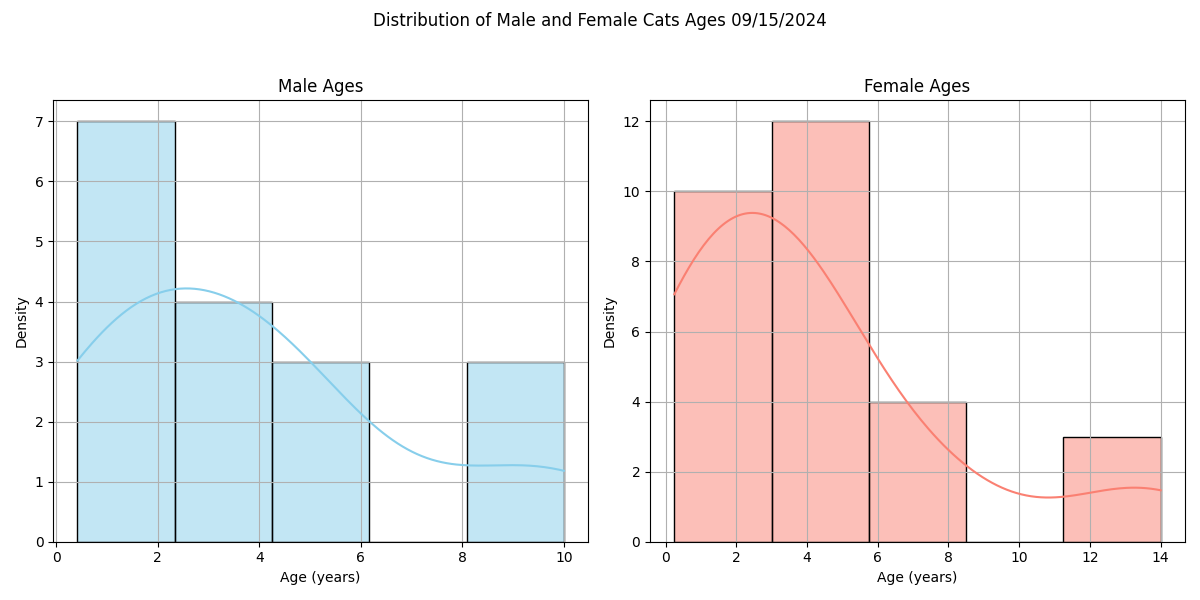 Distribution of Male and Female Cats Ages 09/15/2024
Male Ages
7
6
5
4
3
2
1
0
Density
0 2 4 6 8 10
Age (years)
Female Ages
12
10
8
6
4
2
0
Density
0 2 4 6 8 10 12 14
Age (years)